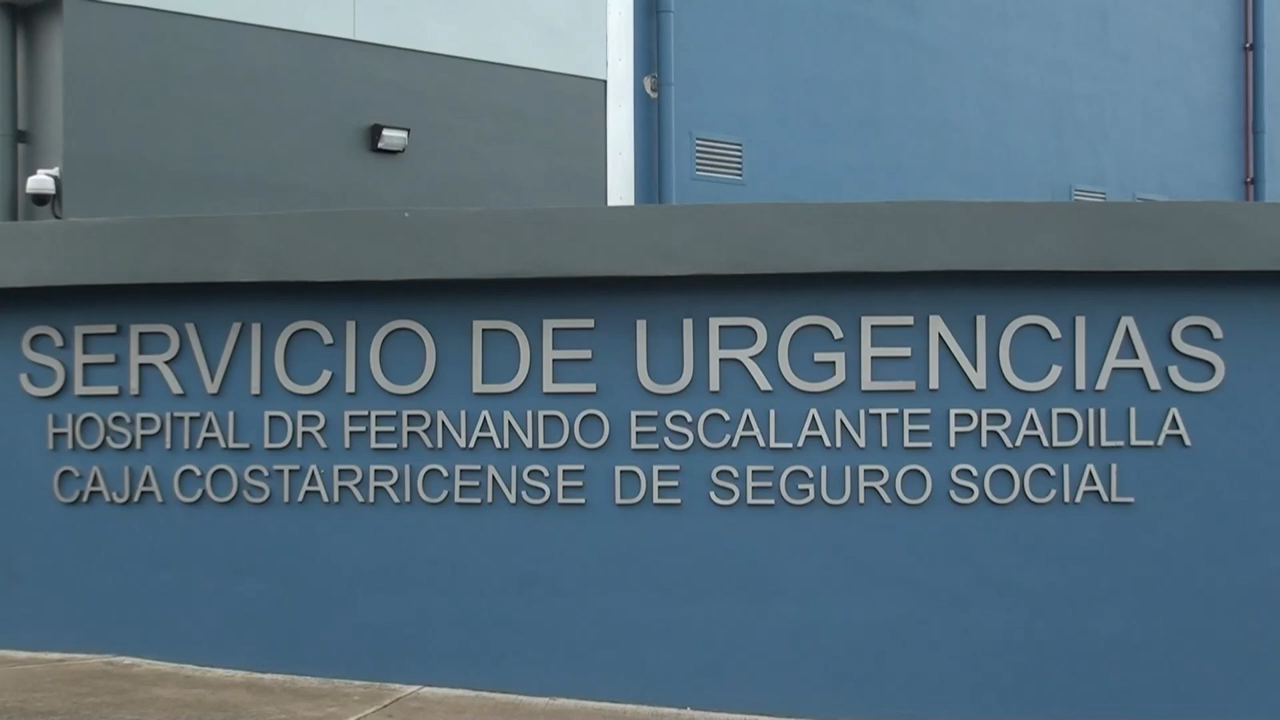 SERVICIO DE URGENCIAS
HOSPITAL DR FERNANDO ESCALANTE PRADILLA
CAJA COSTARRICENSE DE SEGURO SOCIAL